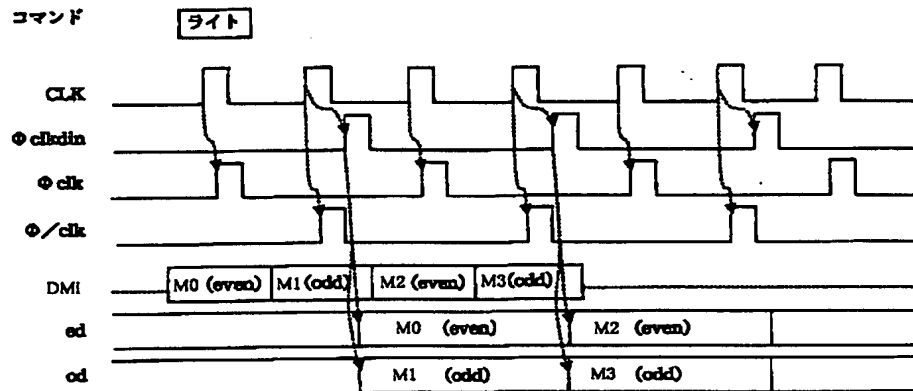 コマンド ライト
CLK
Φclkdin
Φclk
Φ/clk
DMi M0 (even) M1(odd) M2 (even) M3(odd)
ed M0 (even) M2 (even)
od M1 (odd) M3 (odd)